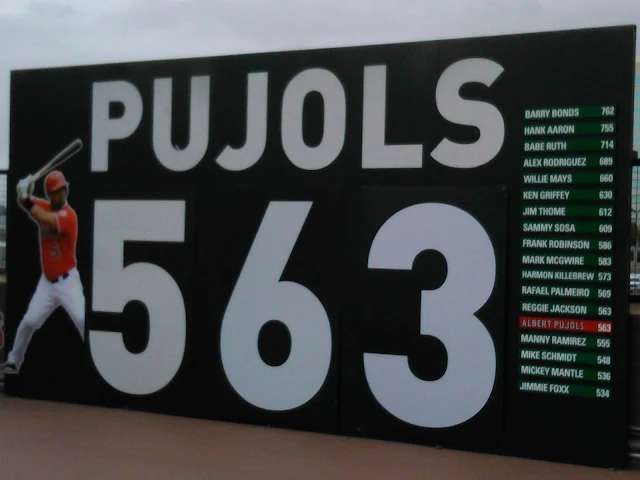 PUJOLS
563
BARRY BONDS 762
HANK AARON 755
BABE RUTH 714
ALEX RODRIGUEZ 689
WILLIE MAYS 660
KEN GRIFFEY 630
JIM THOME 612
SAMMY SOSA 609
FRANK ROBINSON 586
MARK MCGWIRE 583
HARMON KILLEBREW 573
RAFAEL PALMEIRO 569
REGGIE JACKSON 563
ALBERT PUJOLS 563
MANNY RAMIREZ 555
MIKE SCHMIDT 548
MICKEY MANTLE 536
JIMMIE FOXX 534